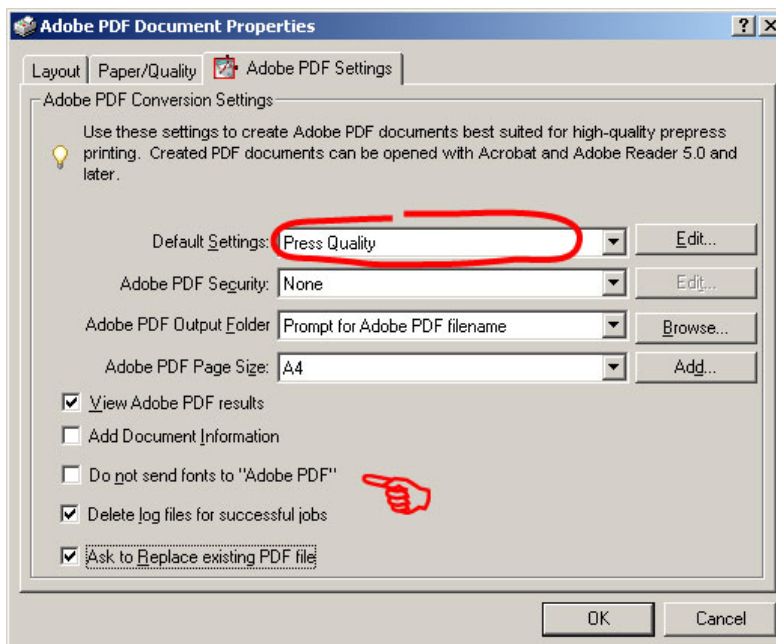 Adobe PDF Document Properties
Layout Paper/Quality Adobe PDF Settings
Adobe PDF Conversion Settings
Use these settings to create Adobe PDF documents best suited for high-quality prepress
printing. Created PDF documents can be opened with Acrobat and Adobe Reader 5.0 and
later.
Default Settings: Press Quality Edit...
Adobe PDF Security: None Edit...
Adobe PDF Output Folder Prompt for Adobe PDF filename Browse...
Adobe PDF Page Size: A4 Add...
View Adobe PDF results
Add Document Information
Do not send fonts to "Adobe PDF"
Delete log files for successful jobs
Ask to Replace existing PDF file
OK Cancel